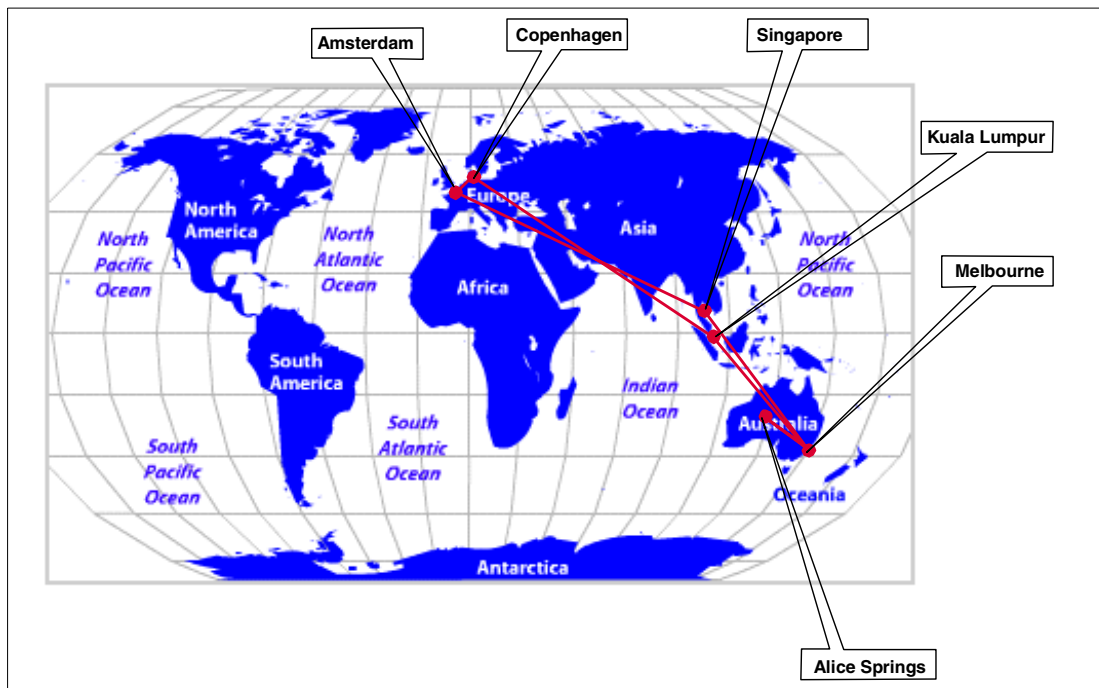 Amsterdam
Copenhagen
Singapore
Kuala Lumpur
Melbourne
Europe
Asia
North
America
North
Pacific
Ocean
North
Atlantic
Ocean
North
Pacific
Ocean
Africa
South
America
Indian
Ocean
Australia
South
Atlantic
Ocean
South
Pacific
Ocean
Oceania
Antarctica
Alice Springs